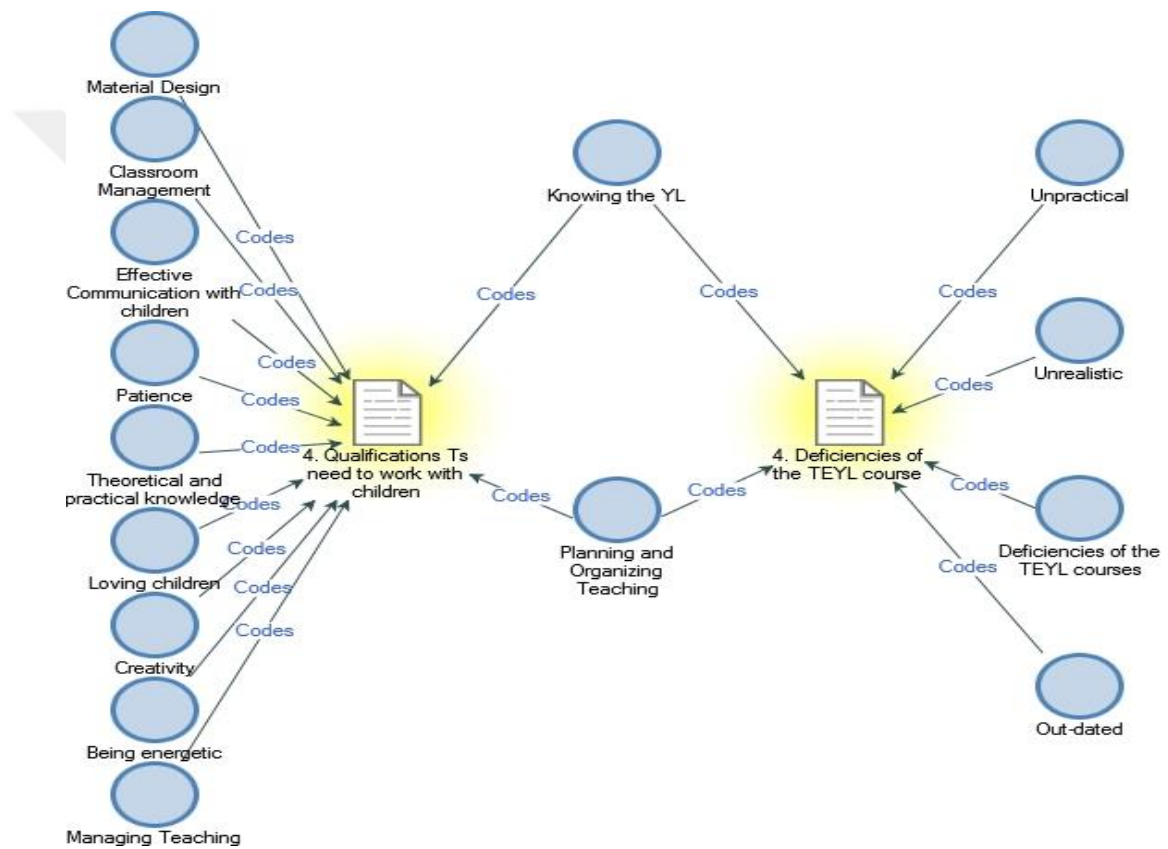 Material Design
Classroom
Management
Effective
Communication with
children
Patience
Theoretical and
practical knowledge
Loving children
Creativity
Being energetic
Managing Teaching
Codes
Codes
Codes
Codes
Codes
Codes
Codes
Codes
Codes
4. Qualifications Ts
need to work with
children
Knowing the YL
Codes
Codes
Planning and
Organizing
Teaching
Codes
Codes
4. Deficiencies of
the TEYL course
Unpractical
Codes
Unrealistic
Codes
Deficiencies of the
TEYL courses
Codes
Out-dated
Codes